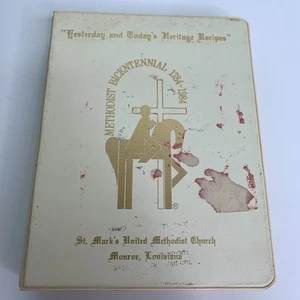 "Yesterday and Today's Heritage Recipes"
METHODIST BICENTENNIAL 1784-1984
®
St. Mark's United Methodist Church
Monroe, Louisiana